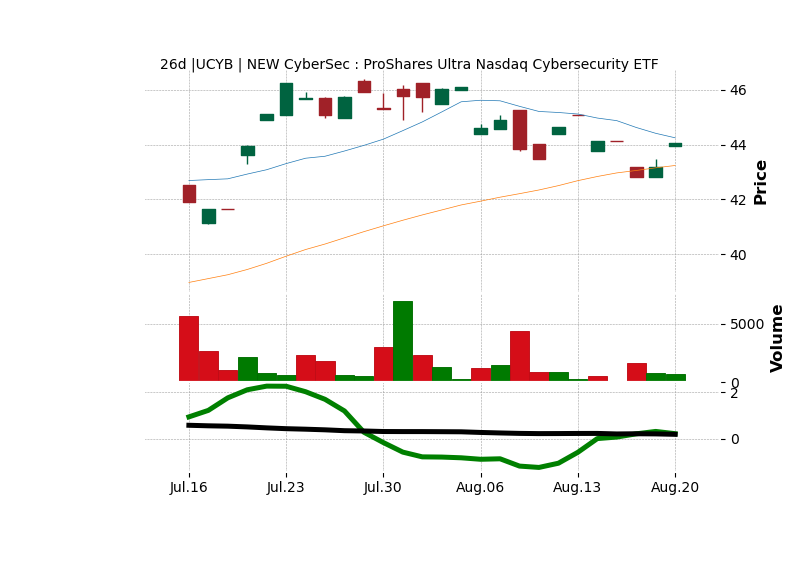 26d |UCYB | NEW CyberSec : ProShares Ultra Nasdaq Cybersecurity ETF
46
44
42
40
Price
5000
0
Volume
2
0
Jul.16 Jul.23 Jul.30 Aug.06 Aug.13 Aug.20